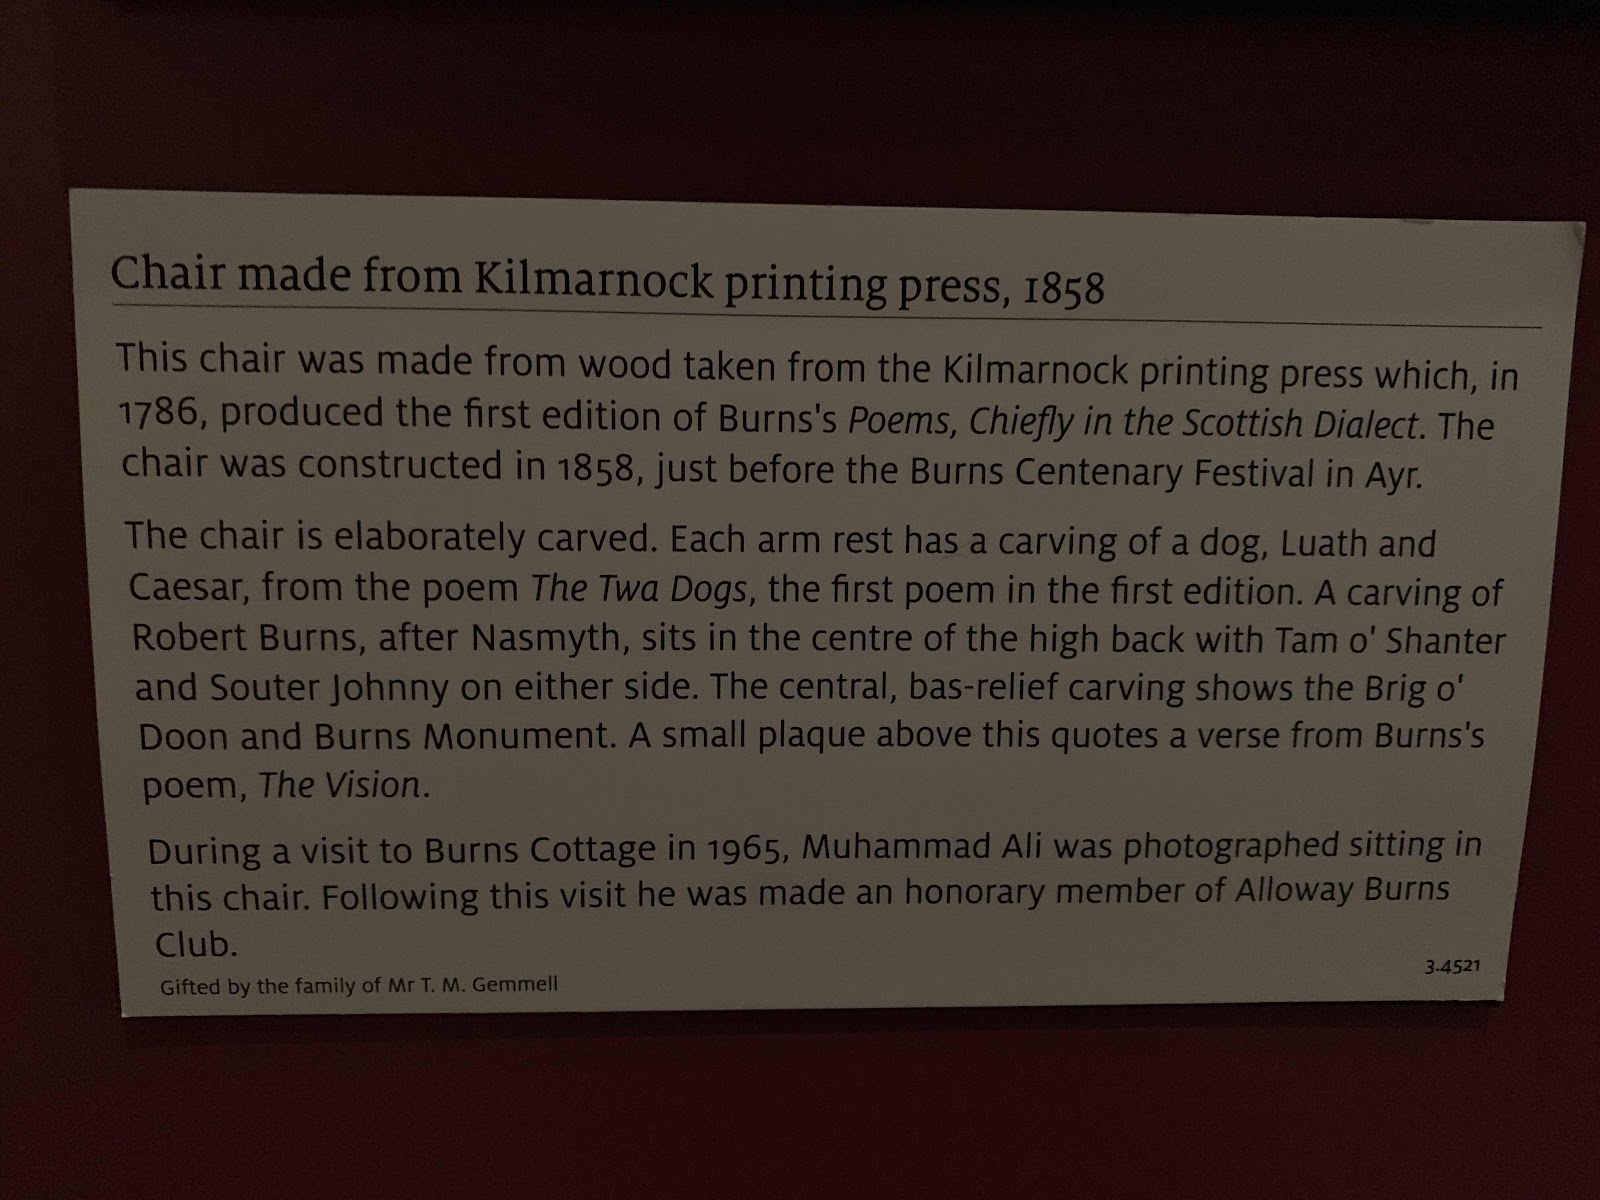 Chair made from Kilmarnock printing press, 1858
This chair was made from wood taken from the Kilmarnock printing press which, in
1786, produced the first edition of Burns's Poems, Chiefly in the Scottish Dialect. The
chair was constructed in 1858, just before the Burns Centenary Festival in Ayr.
The chair is elaborately carved. Each arm rest has a carving of a dog, Luath and
Caesar, from the poem The Twa Dogs, the first poem in the first edition. A carving of
Robert Burns, after Nasmyth, sits in the centre of the high back with Tam o' Shanter
and Souter Johnny on either side. The central, bas-relief carving shows the Brig o'
Doon and Burns Monument. A small plaque above this quotes a verse from Burns's
poem, The Vision.
During a visit to Burns Cottage in 1965, Muhammad Ali was photographed sitting in
this chair. Following this visit he was made an honorary member of Alloway Burns
Club.
Gifted by the family of Mr T. M. Gemmell
3.4521